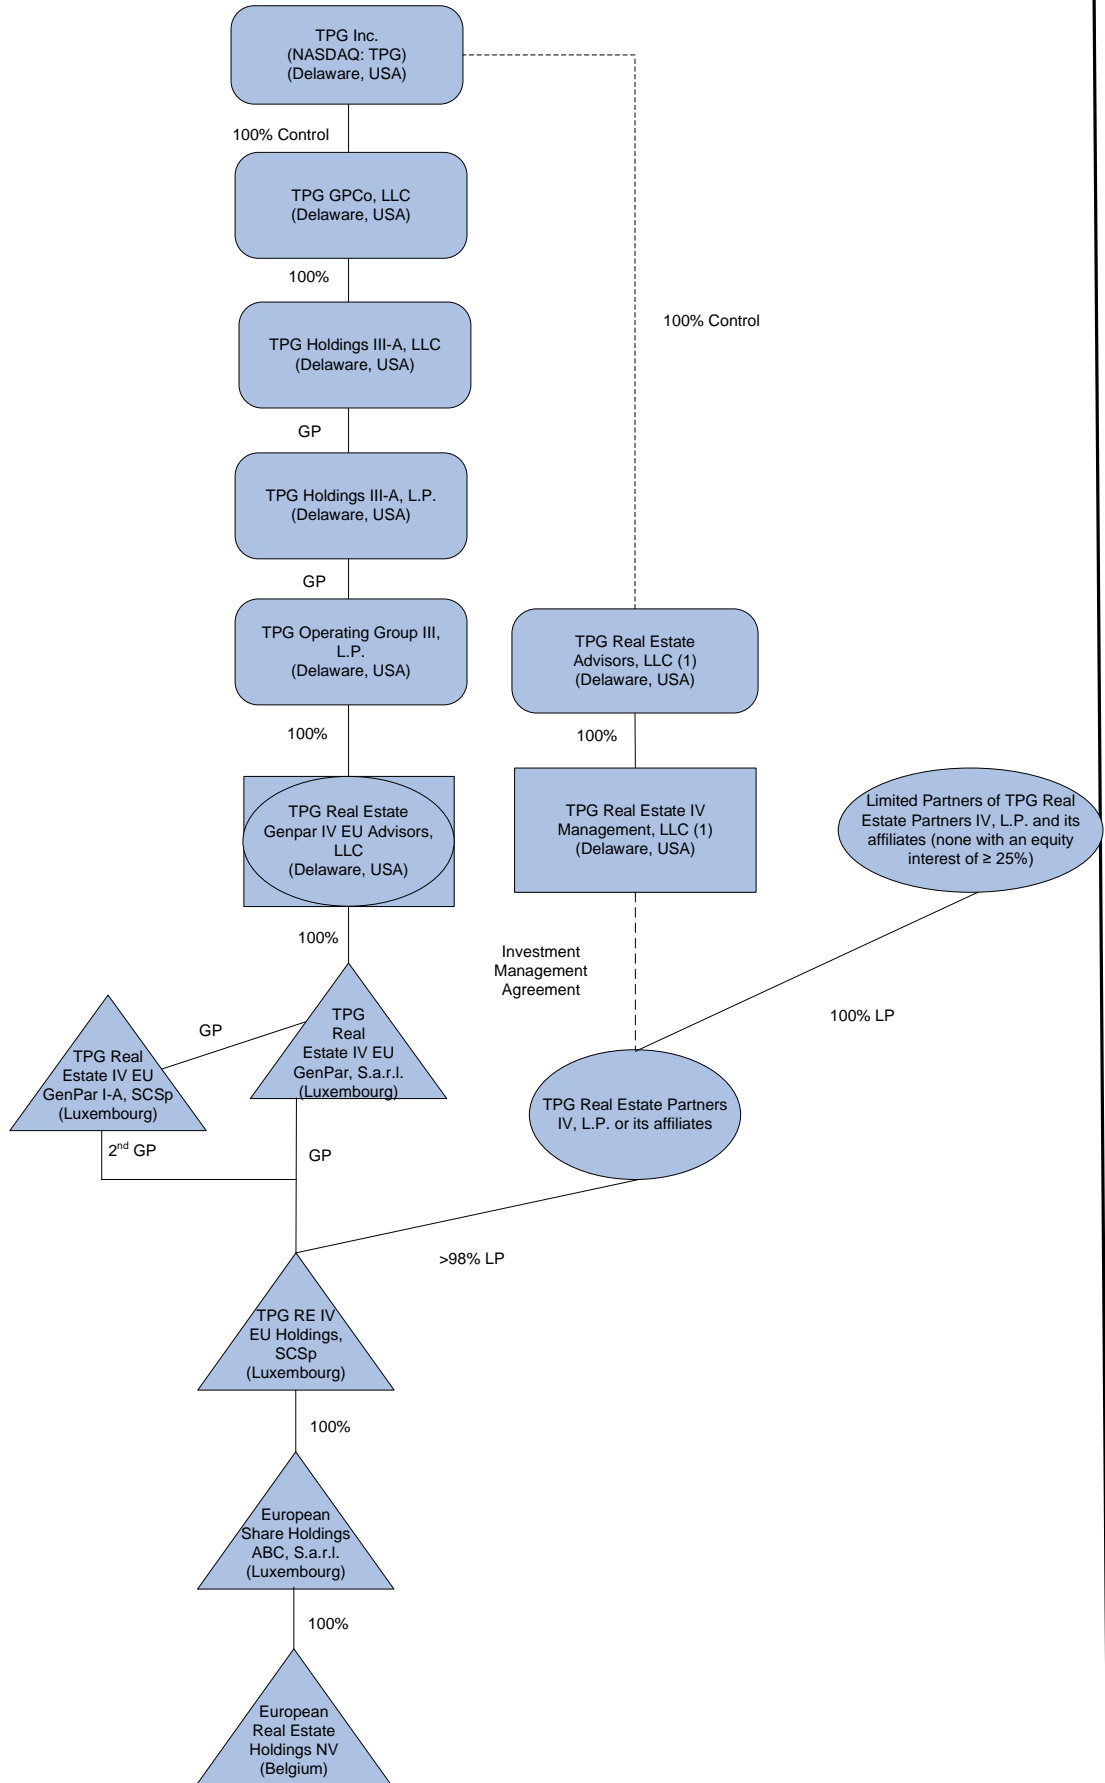 TPG Inc.
(NASDAQ: TPG)
(Delaware, USA)
100% Control
TPG GPCo, LLC
(Delaware, USA)
100%
TPG Holdings III-A, LLC
(Delaware, USA)
100% Control
GP
TPG Holdings III-A, L.P.
(Delaware, USA)
GP
TPG Operating Group III,
L.P.
(Delaware, USA)
TPG Real Estate
Advisors, LLC (1)
(Delaware, USA)
100%
100%
TPG Real Estate
Genpar IV EU Advisors,
LLC
(Delaware, USA)
TPG Real Estate IV
Management, LLC (1)
(Delaware, USA)
Limited Partners of TPG Real
Estate Partners IV, L.P. and its
affiliates (none with an equity
interest of ≥ 25%)
100%
Investment
Management
Agreement
100% LP
GP
TPG Real
Estate IV EU
GenPar I-A, SCSp
(Luxembourg)
TPG
Real
Estate IV EU
GenPar, S.a.r.l.
(Luxembourg)
TPG Real Estate Partners
IV, L.P. or its affiliates
2nd GP
GP
>98% LP
TPG RE IV
EU Holdings,
SCSp
(Luxembourg)
100%
European
Share Holdings
ABC, S.a.r.l.
(Luxembourg)
100%
European
Real Estate
Holdings NV
(Belgium)